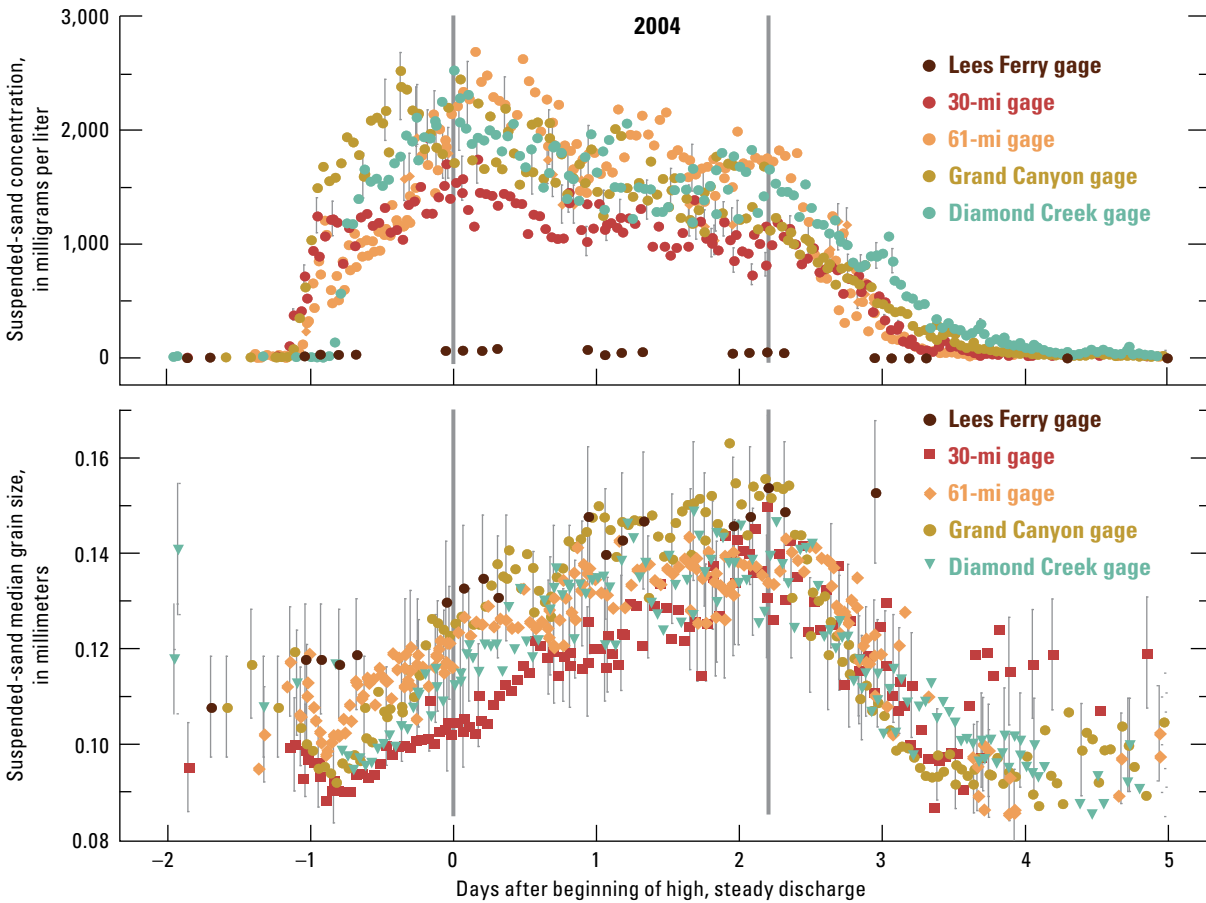 2004
Suspended-sand concentration,
in milligrams per liter
3,000
2,000
1,000
0
Lees Ferry gage
30-mi gage
61-mi gage
Grand Canyon gage
Diamond Creek gage
Suspended-sand median grain size,
in millimeters
0.16
0.14
0.12
0.10
0.08
Lees Ferry gage
30-mi gage
61-mi gage
Grand Canyon gage
Diamond Creek gage
–2 –1 0 1 2 3 4 5
Days after beginning of high, steady discharge